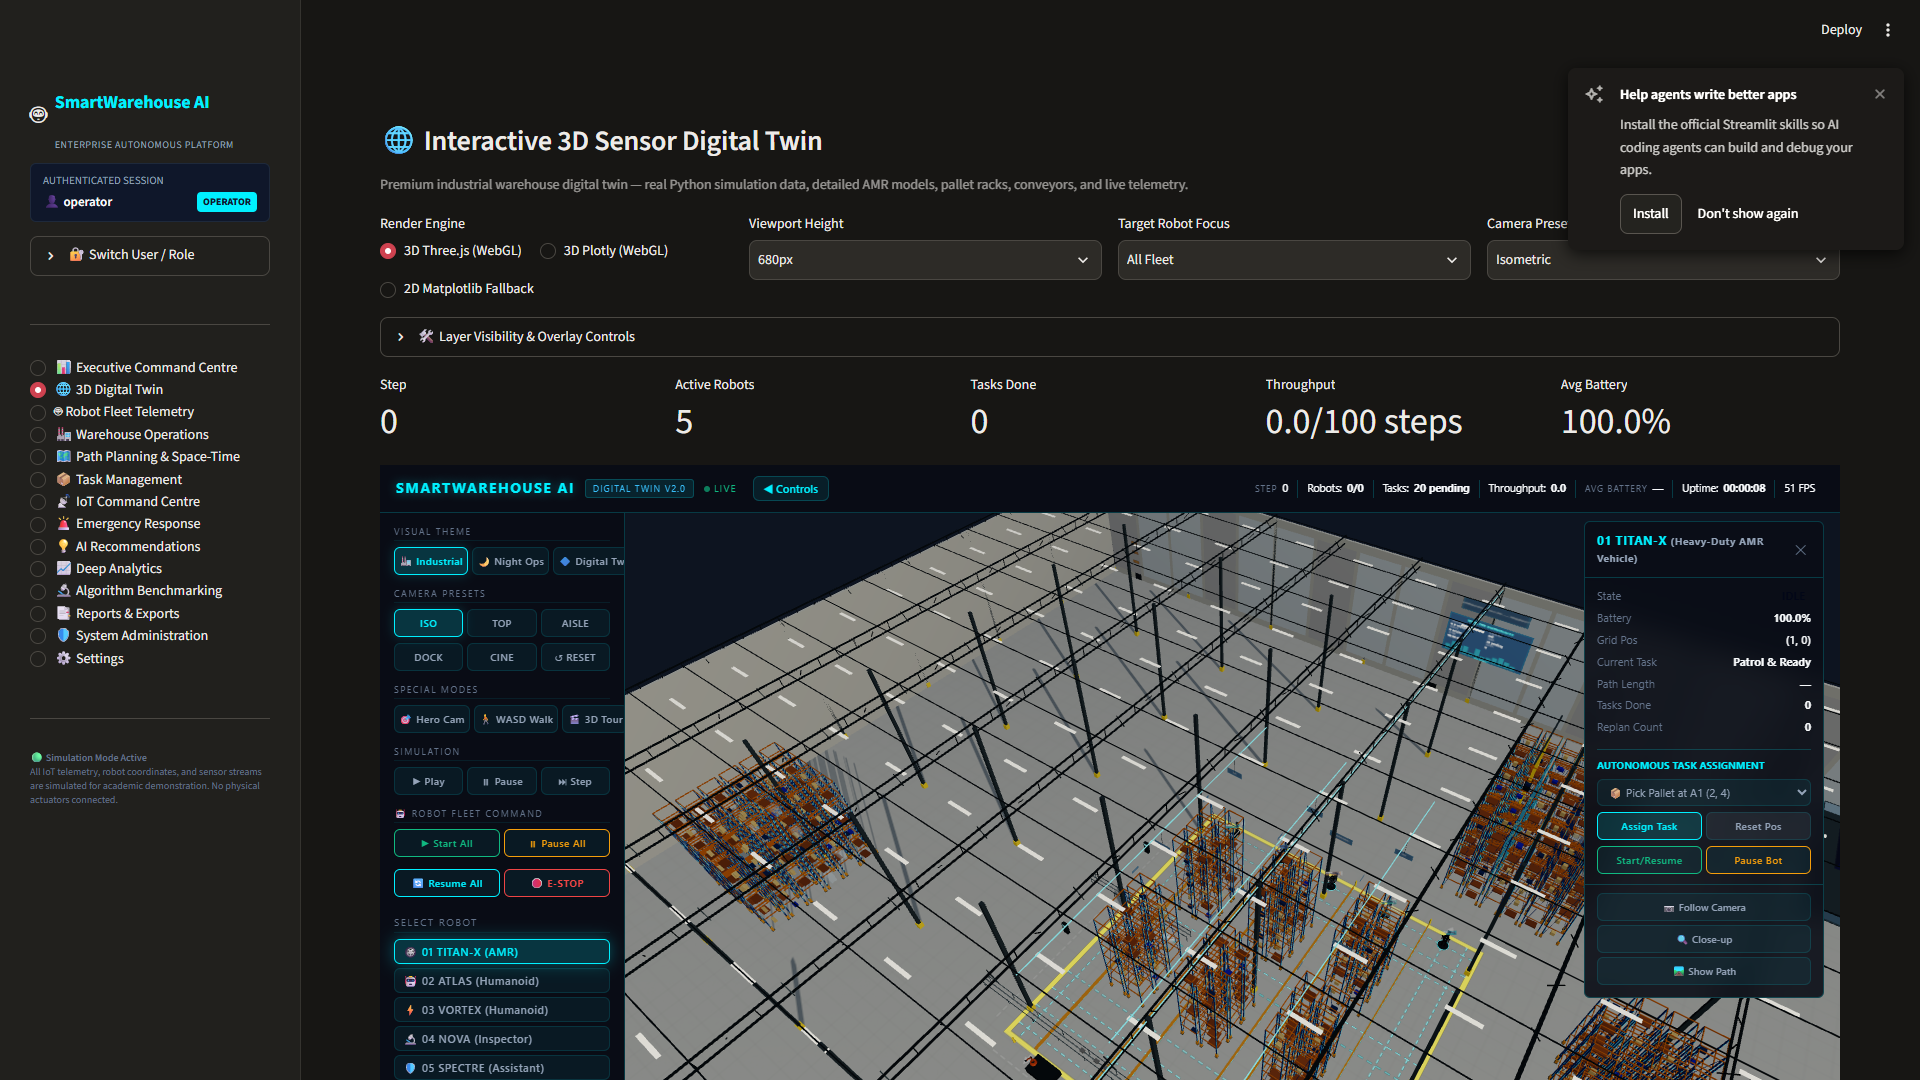 Deploy
SmartWarehouse AI
ENTERPRISE AUTONOMOUS PLATFORM
AUTHENTICATED SESSION
operator
OPERATOR
Switch User / Role
Executive Command Centre
3D Digital Twin
Robot Fleet Telemetry
Warehouse Operations
Path Planning & Space-Time
Task Management
IoT Command Centre
Emergency Response
AI Recommendations
Deep Analytics
Algorithm Benchmarking
Reports & Exports
System Administration
Settings
Simulation Mode Active
All IoT telemetry, robot coordinates, and sensor streams
are simulated for academic demonstration. No physical
actuators connected.
Help agents write better apps
Install the official Streamlit skills so AI
coding agents can build and debug your
apps.
Install
Don't show again
Interactive 3D Sensor Digital Twin
Premium industrial warehouse digital twin — real Python simulation data, detailed AMR models, pallet racks, conveyors, and live telemetry.
Render Engine
3D Three.js (WebGL)
3D Plotly (WebGL)
2D Matplotlib Fallback
Viewport Height
680px
Target Robot Focus
All Fleet
Camera Prese
Isometric
Layer Visibility & Overlay Controls
Step
0
Active Robots
5
Tasks Done
0
Throughput
0.0/100 steps
Avg Battery
100.0%
SMARTWAREHOUSE AI
DIGITAL TWIN V2.0
LIVE
◀ Controls
STEP 0
Robots: 0/0
Tasks: 20 pending
Throughput: 0.0
AVG BATTERY —
Uptime: 00:00:08
51 FPS
VISUAL THEME
Industrial
Night Ops
Digital Tw
CAMERA PRESETS
ISO
TOP
AISLE
DOCK
CINE
↺ RESET
SPECIAL MODES
Hero Cam
WASD Walk
3D Tour
SIMULATION
▶ Play
⏸ Pause
⏭ Step
ROBOT FLEET COMMAND
▶ Start All
⏸ Pause All
Resume All
E-STOP
SELECT ROBOT
01 TITAN-X (AMR)
02 ATLAS (Humanoid)
03 VORTEX (Humanoid)
04 NOVA (Inspector)
05 SPECTRE (Assistant)
01 TITAN-X (Heavy-Duty AMR
Vehicle)
State IDLE
Battery 100.0%
Grid Pos (1, 0)
Current Task Patrol & Ready
Path Length —
Tasks Done 0
Replan Count 0
AUTONOMOUS TASK ASSIGNMENT
Pick Pallet at A1 (2, 4)
Assign Task
Reset Pos
Start/Resume
Pause Bot
Follow Camera
Close-up
Show Path